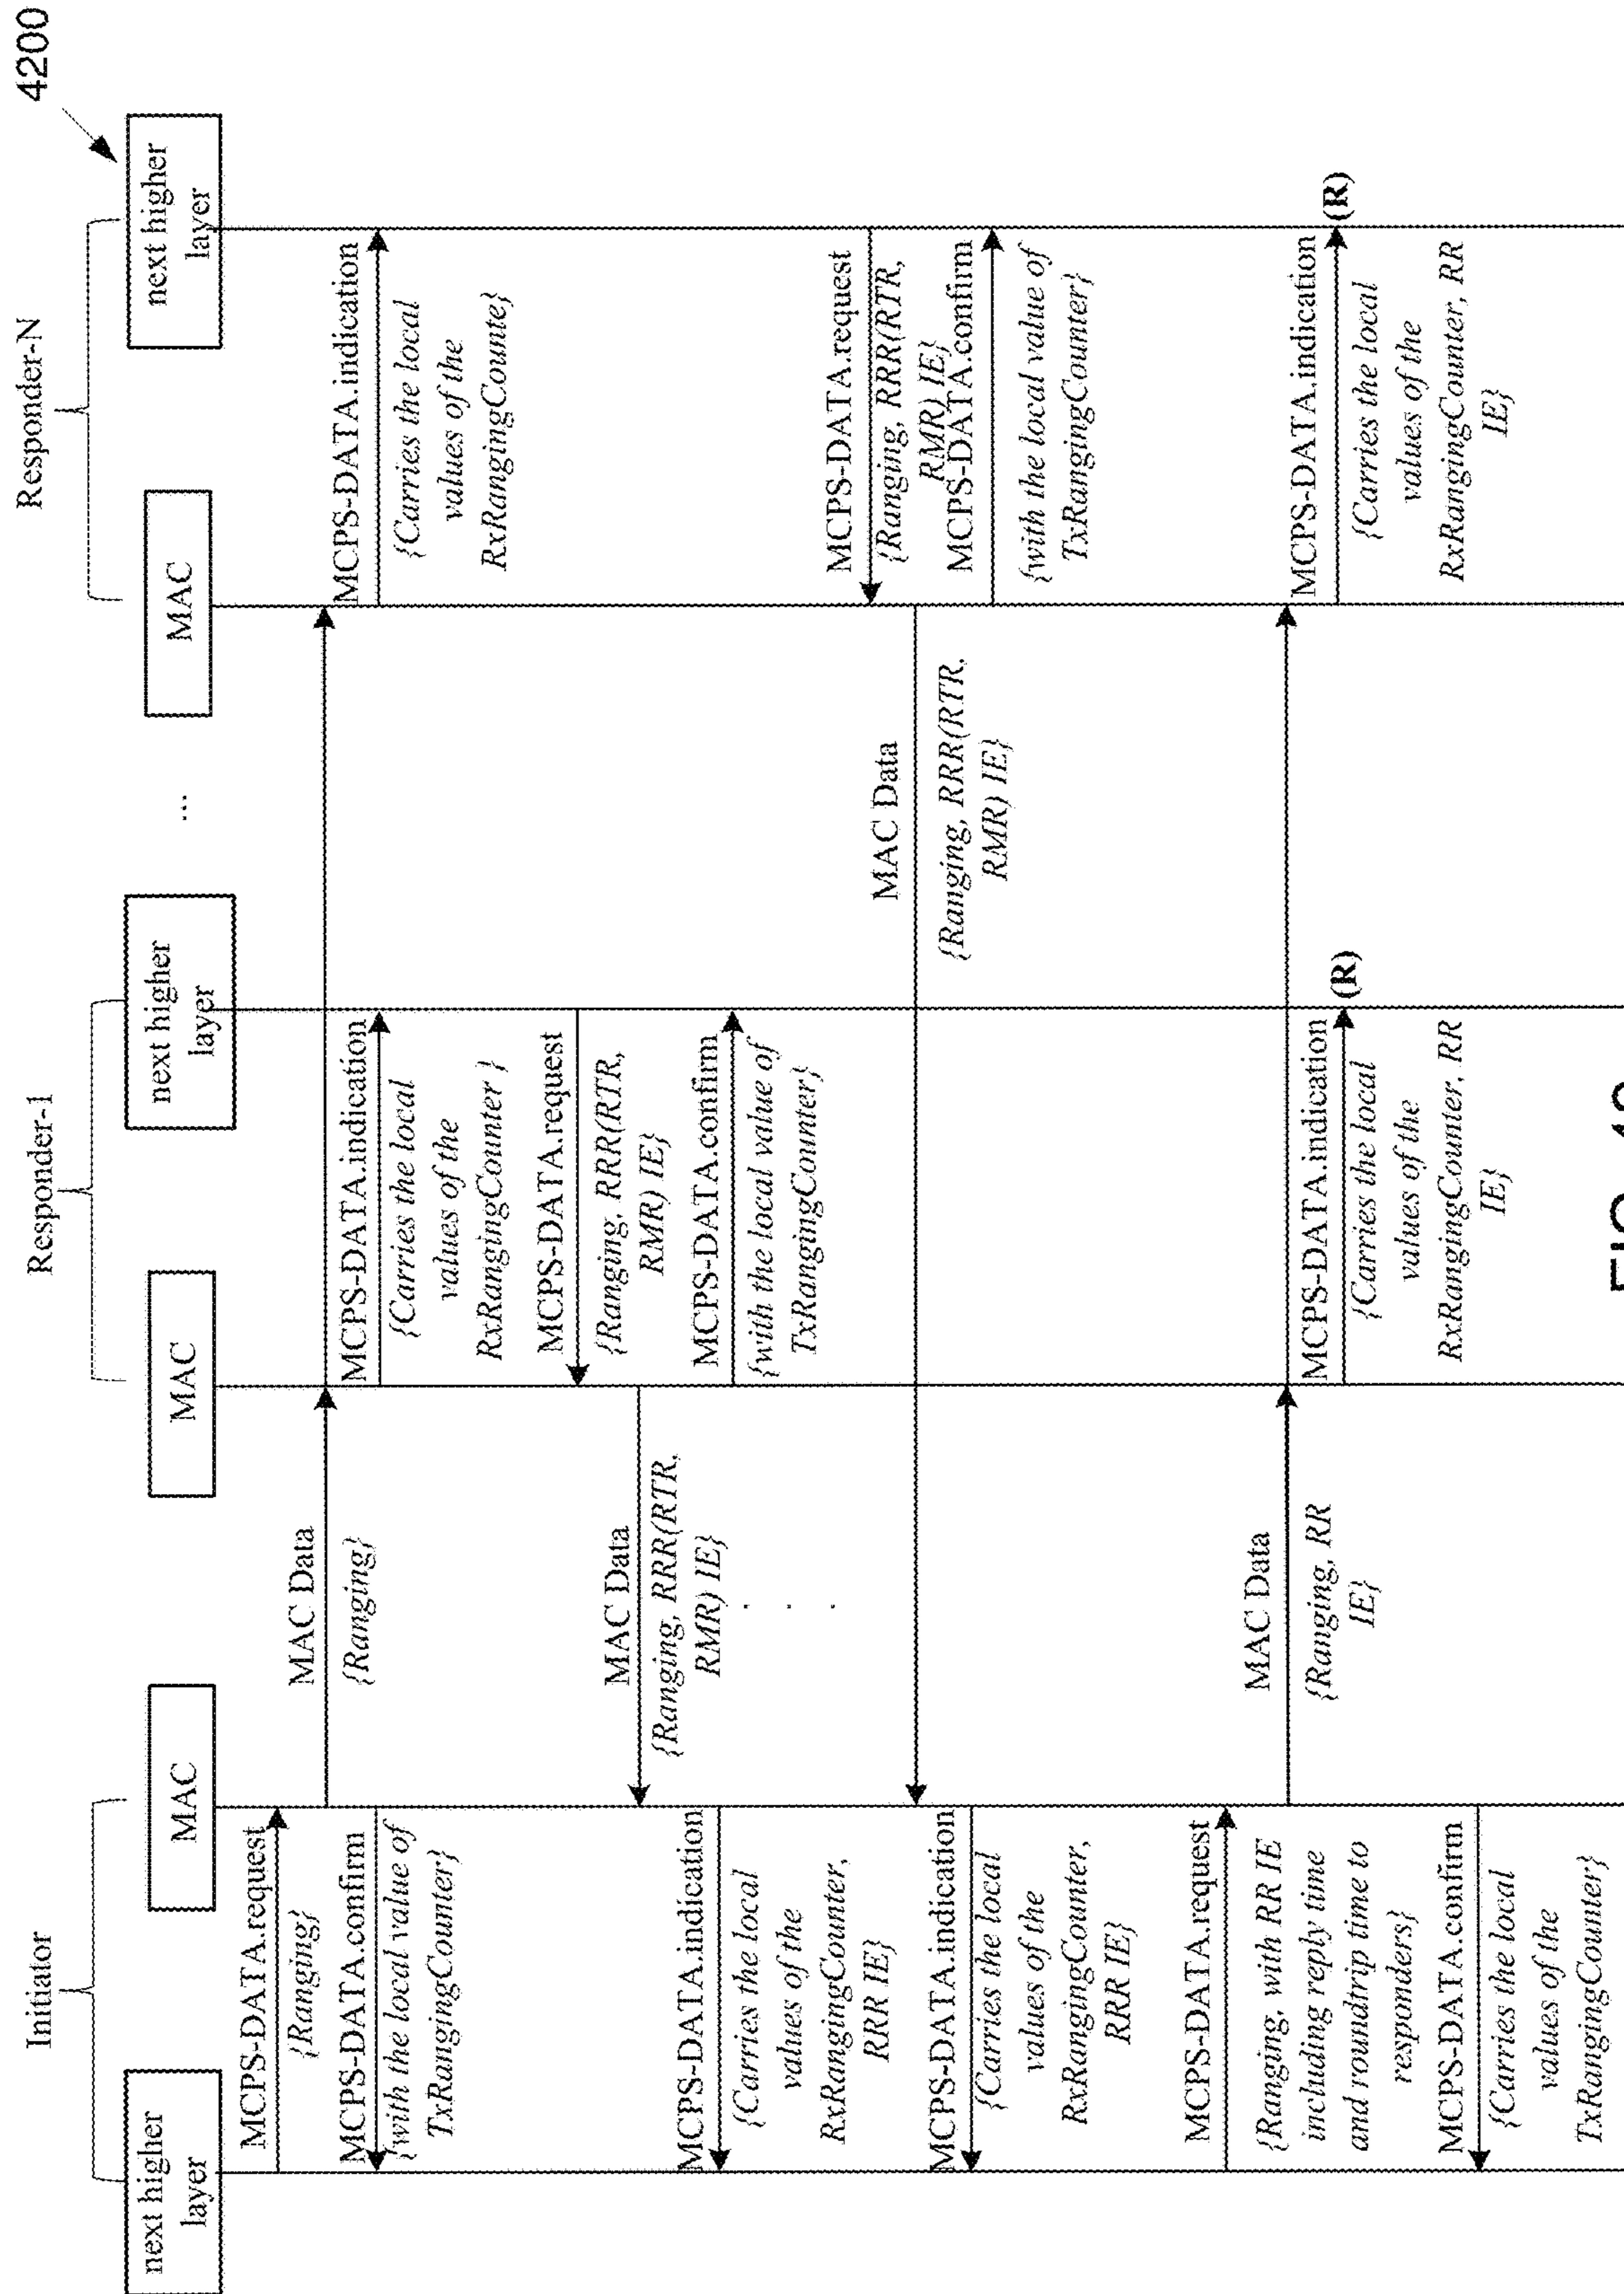 4200
Initiator
Responder-1
Responder-N
next higher
layer
MAC
MAC
next higher
layer
...
MAC
next higher
layer
MCPS-DATA.request
{Ranging}
MCPS-DATA.confirm
{with the local value of
TxRangingCounter}
MAC Data
{Ranging}
MCPS-DATA.indication
{Carries the local
values of the
RxRangingCounter }
MCPS-DATA.indication
{Carries the local
values of the
RxRangingCounte}
MCPS-DATA.request
{Ranging, RRR(RTR,
RMR) IE}
MAC Data
{Ranging, RRR(RTR,
RMR) IE}
. . .
MCPS-DATA.confirm
{with the local value of
TxRangingCounter}
MCPS-DATA.indication
{Carries the local
values of the
RxRangingCounter,
RRR IE}
MCPS-DATA.request
{Ranging, RRR(RTR,
RMR) IE}
MCPS-DATA.confirm
{with the local value of
TxRangingCounter}
MAC Data
{Ranging, RRR(RTR,
RMR) IE}
MCPS-DATA.indication
{Carries the local
values of the
RxRangingCounter,
RRR IE}
MCPS-DATA.request
{Ranging, with RR IE
including reply time
and roundtrip time to
responders}
MAC Data
{Ranging, RR
IE}
MCPS-DATA.indication
(R)
{Carries the local
values of the
RxRangingCounter, RR
IE}
MCPS-DATA.indication
(R)
{Carries the local
values of the
RxRangingCounter, RR
IE}
MCPS-DATA.confirm
{Carries the local
values of the
TxRangingCounter}